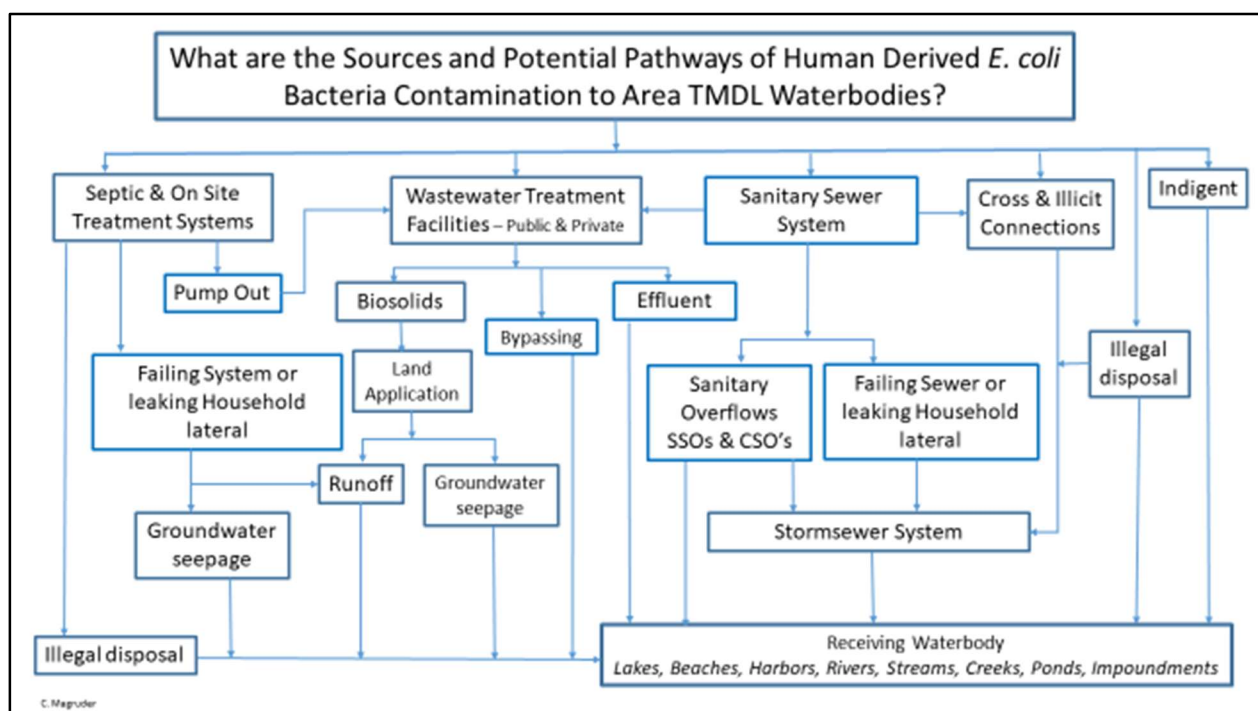 What are the Sources and Potential Pathways of Human Derived E. coli
Bacteria Contamination to Area TMDL Waterbodies?
Septic & On Site
Treatment Systems
Wastewater Treatment
Facilities – Public & Private
Sanitary Sewer
System
Cross & Illicit
Connections
Indigent
Pump Out
Biosolids
Effluent
Bypassing
Illegal
disposal
Failing System or
leaking Household
lateral
Land
Application
Sanitary
Overflows
SSOs & CSO's
Failing Sewer or
leaking Household
lateral
Runoff
Groundwater
seepage
Groundwater
seepage
Stormsewer System
Illegal disposal
Receiving Waterbody
Lakes, Beaches, Harbors, Rivers, Streams, Creeks, Ponds, Impoundments
C. Magruder